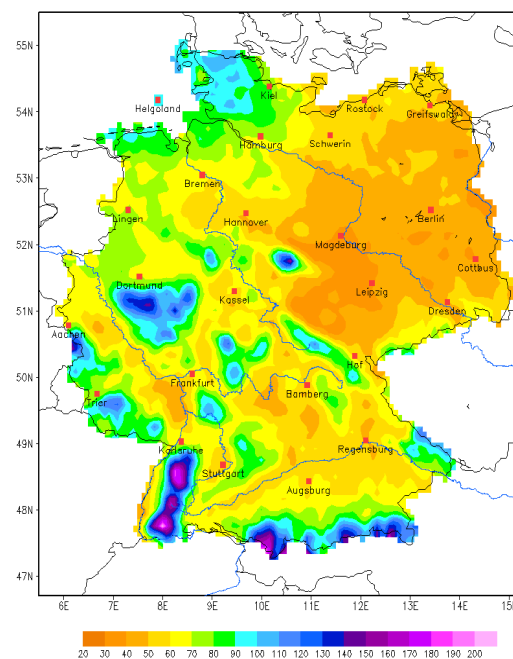 55N
54N
53N
52N
51N
50N
49N
48N
47N
Kiel
Helgoland
Rostock
Greifswald
Hamburg
Schwerin
Bremen
Lingen
Hannover
Berlin
Magdeburg
Dortmund
Kassel
Leipzig
Cottbus
Dresden
Aachen
Hof
Frankfurt
Bamberg
Trier
Karlsruhe
Stuttgart
Regensburg
Augsburg
6E 7E 8E 9E 10E 11E 12E 13E 14E 15E
20 30 40 50 60 70 80 90 100 110 120 130 140 150 160 170 180 190 200